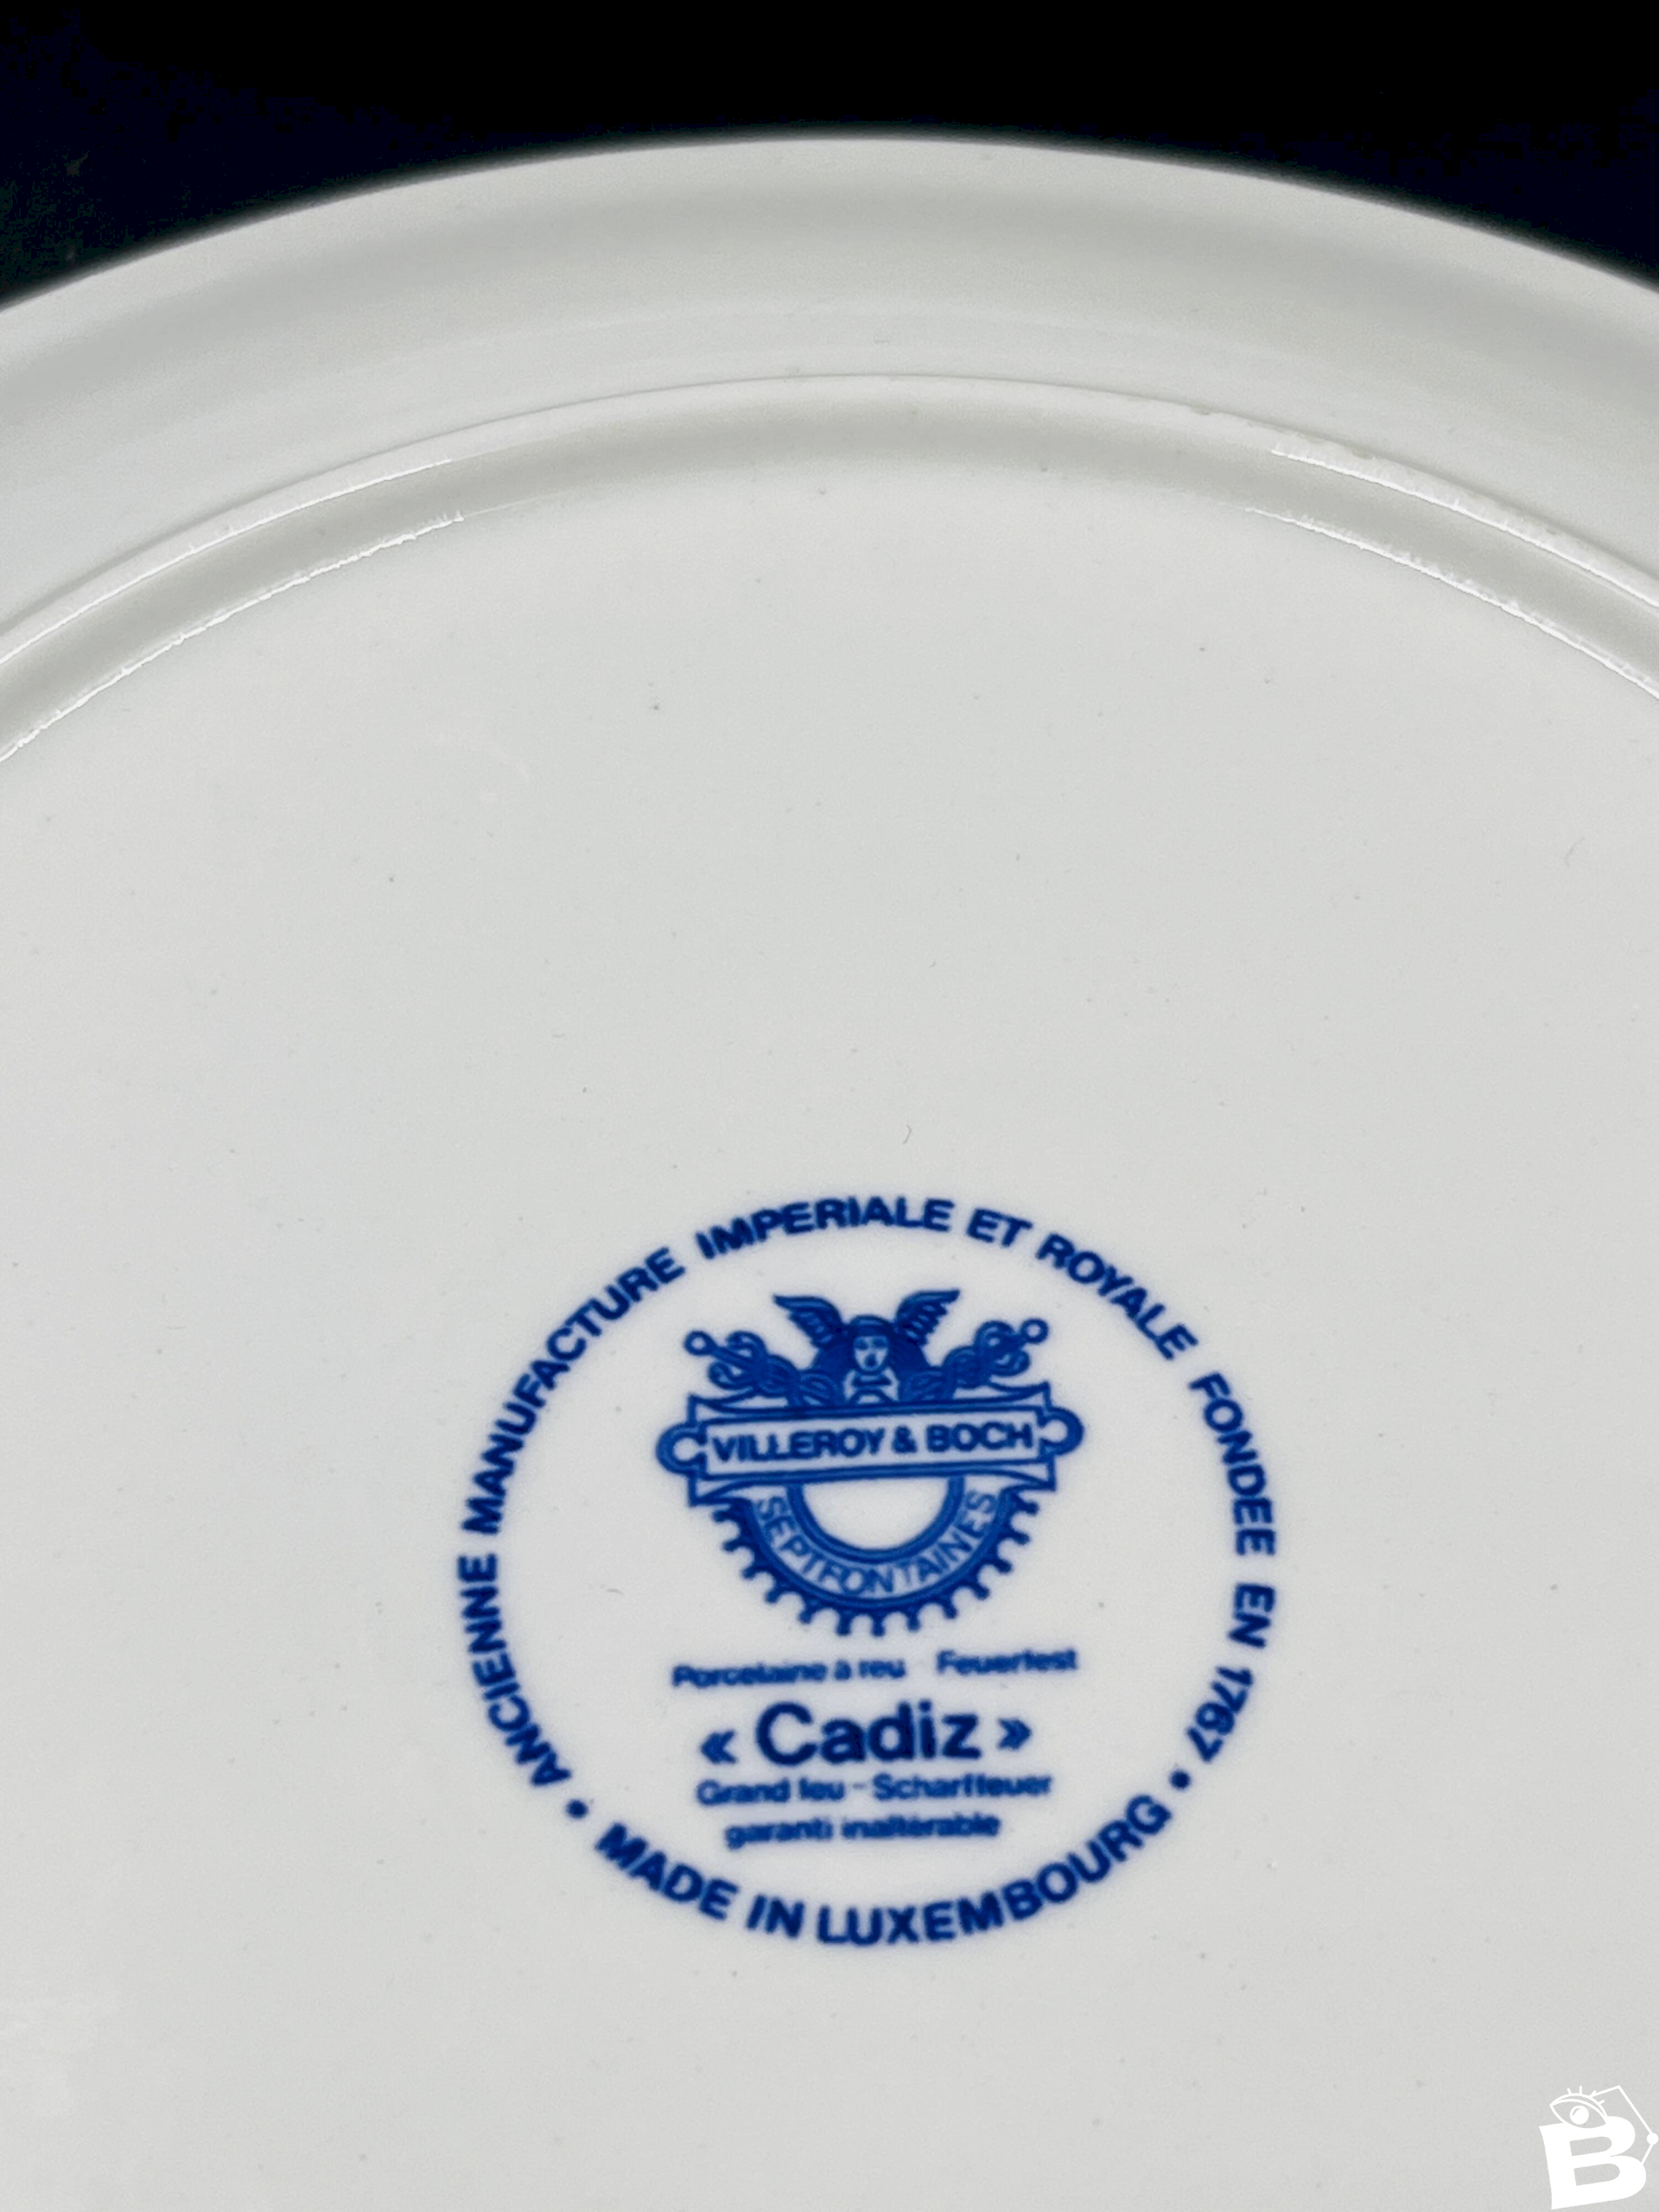 ANCIENNE MANUFACTURE IMPERIALE ET ROYALE FONDEE EN 1767 •
VILLEROY & BOCH
SEPTFONTAINES
Porcelaine à feu Feuerfest
« Cadiz »
Grand feu - Scharffeuer
garanti inaltérable
• MADE IN LUXEMBOURG
B